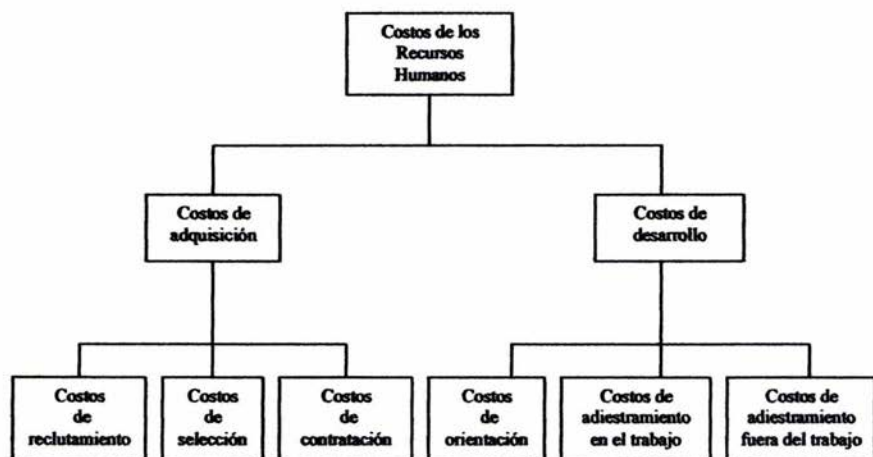 Costos de los
Recursos
Humanos
Costos de
adquisición
Costos de
desarrollo
Costos
de
reclutamiento
Costos
de
selección
Costos
de
contratación
Costos
de
orientación
Costos de
adiestramiento
en el trabajo
Costos de
adiestramiento
fuera del trabajo